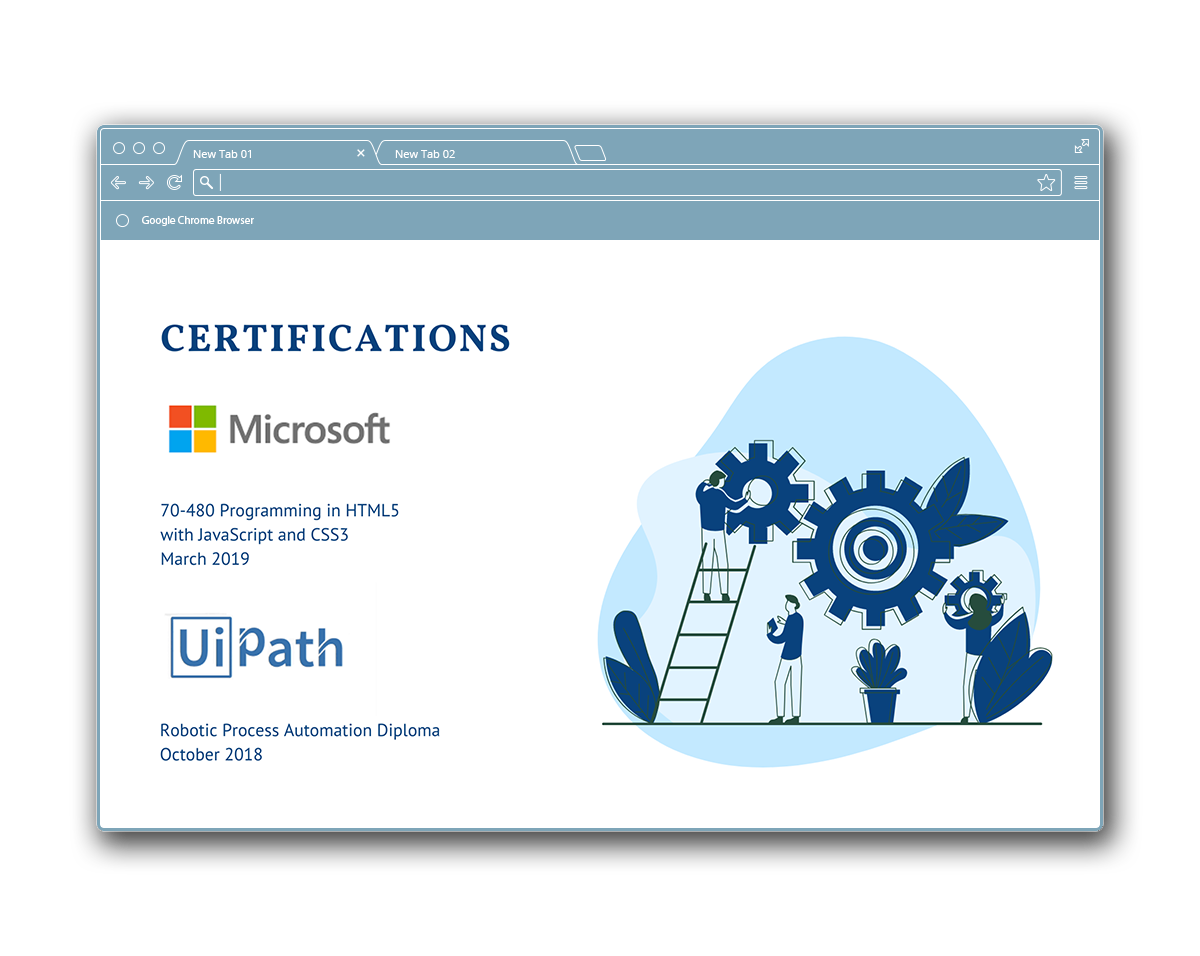 New Tab 01
New Tab 02
Google Chrome Browser
CERTIFICATIONS
Microsoft
70-480 Programming in HTML5
with JavaScript and CSS3
March 2019
UiPath
Robotic Process Automation Diploma
October 2018